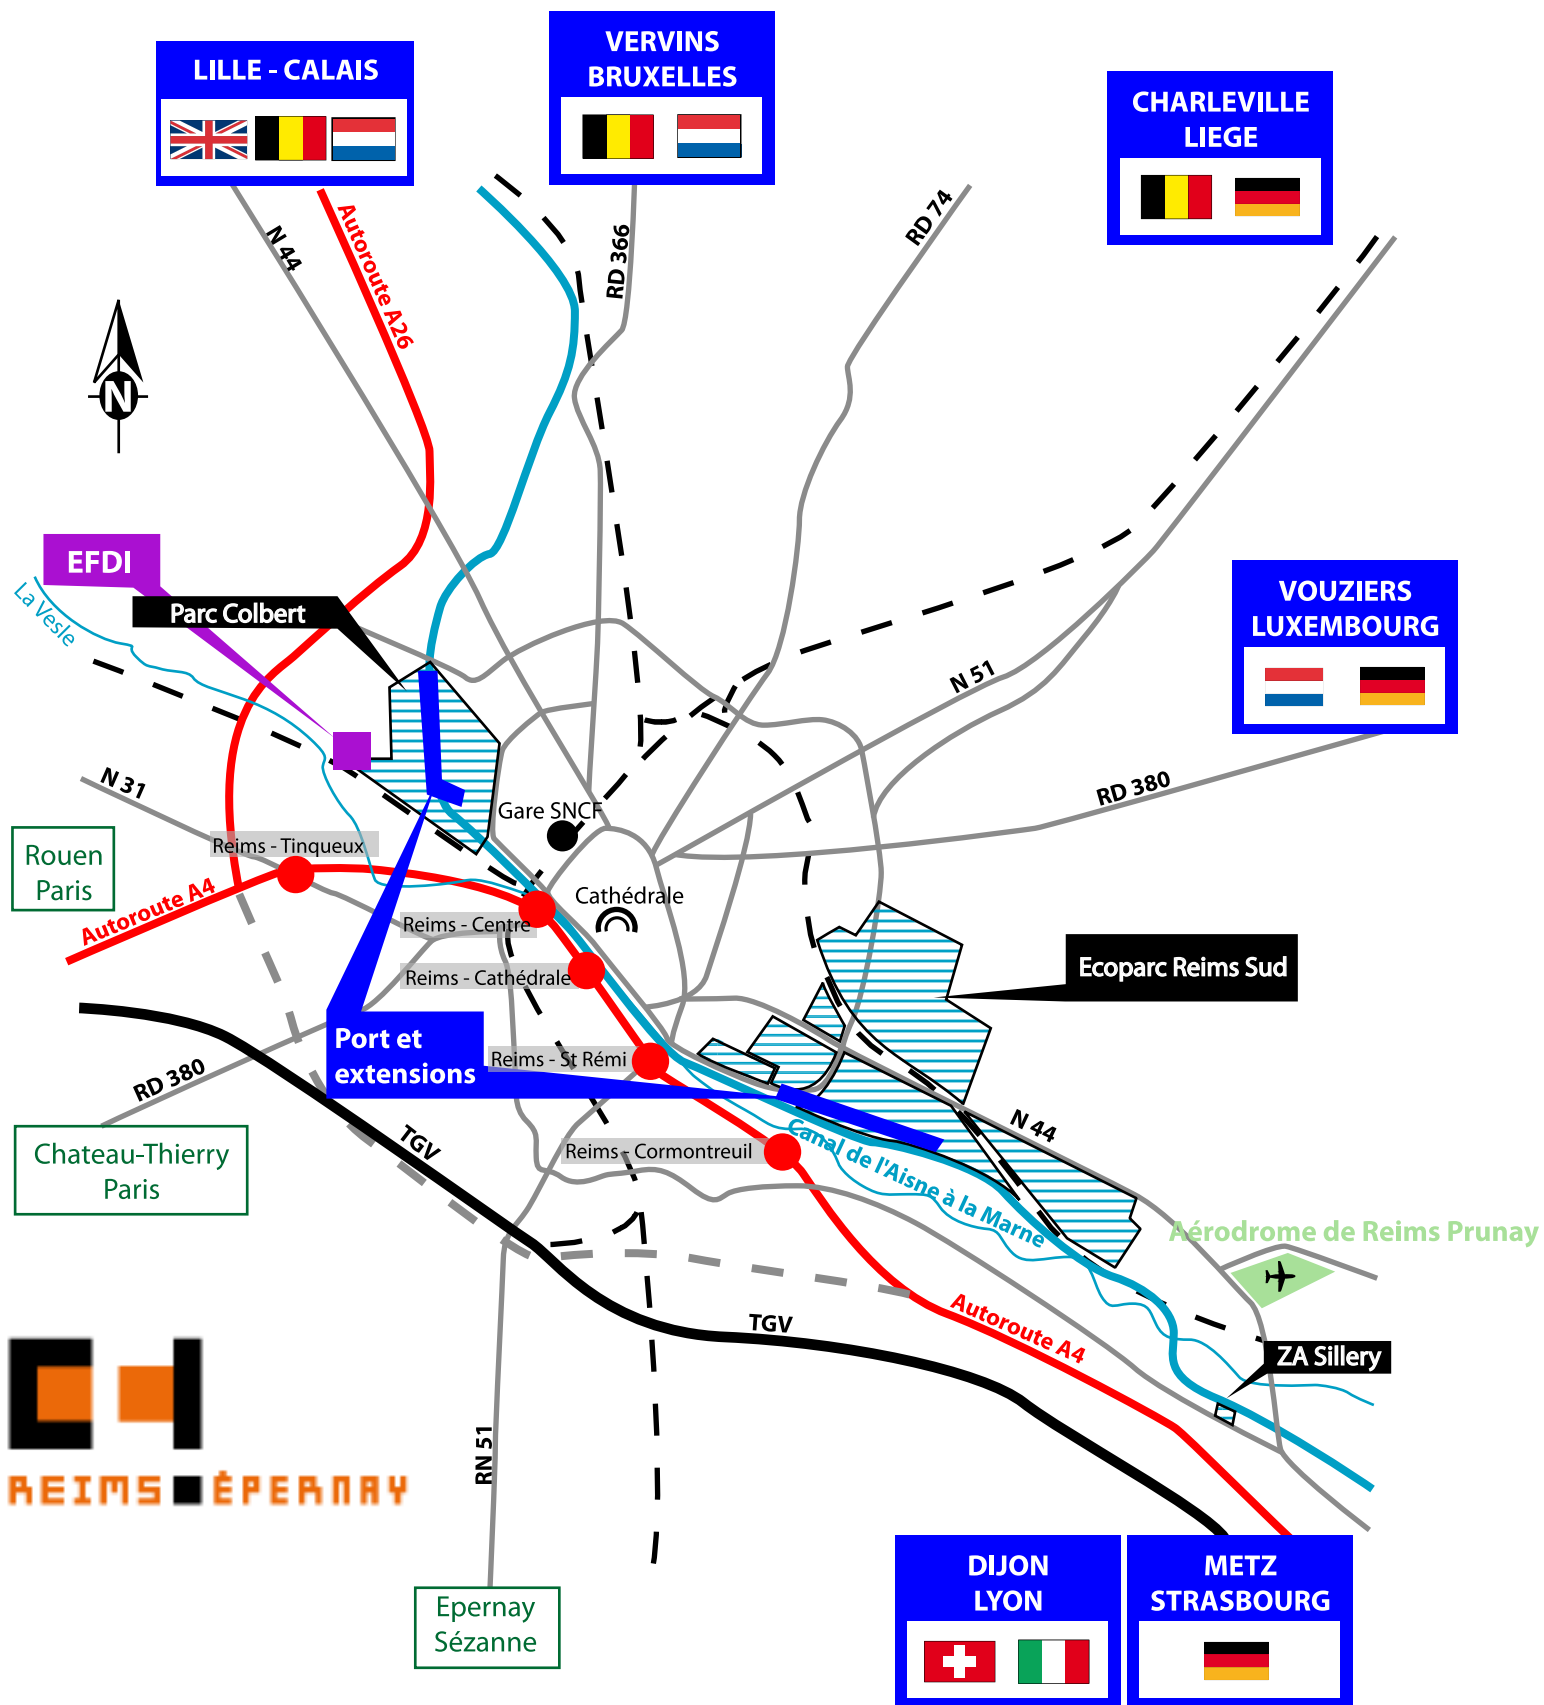 LILLE - CALAIS
VERVINS
BRUXELLES
CHARLEVILLE
LIEGE
N 44
Autoroute A26
RD 366
RD 74
N
EFDI
La Vesle
Parc Colbert
VOUZIERS
LUXEMBOURG
N 51
RD 380
N 31
Gare SNCF
Reims - Tinqueux
Rouen
Paris
Autoroute A4
Cathédrale
Reims - Centre
Reims - Cathédrale
Ecoparc Reims Sud
Port et
extensions
Reims - St Rémi
RD 380
N 44
TGV
Reims - Cormontreuil
Canal de l'Aisne à la Marne
Chateau-Thierry
Paris
Aérodrome de Reims Prunay
Autoroute A4
TGV
ZA Sillery
RN 51
REIMS ÉPERNAY
DIJON
LYON
METZ
STRASBOURG
Epernay
Sézanne